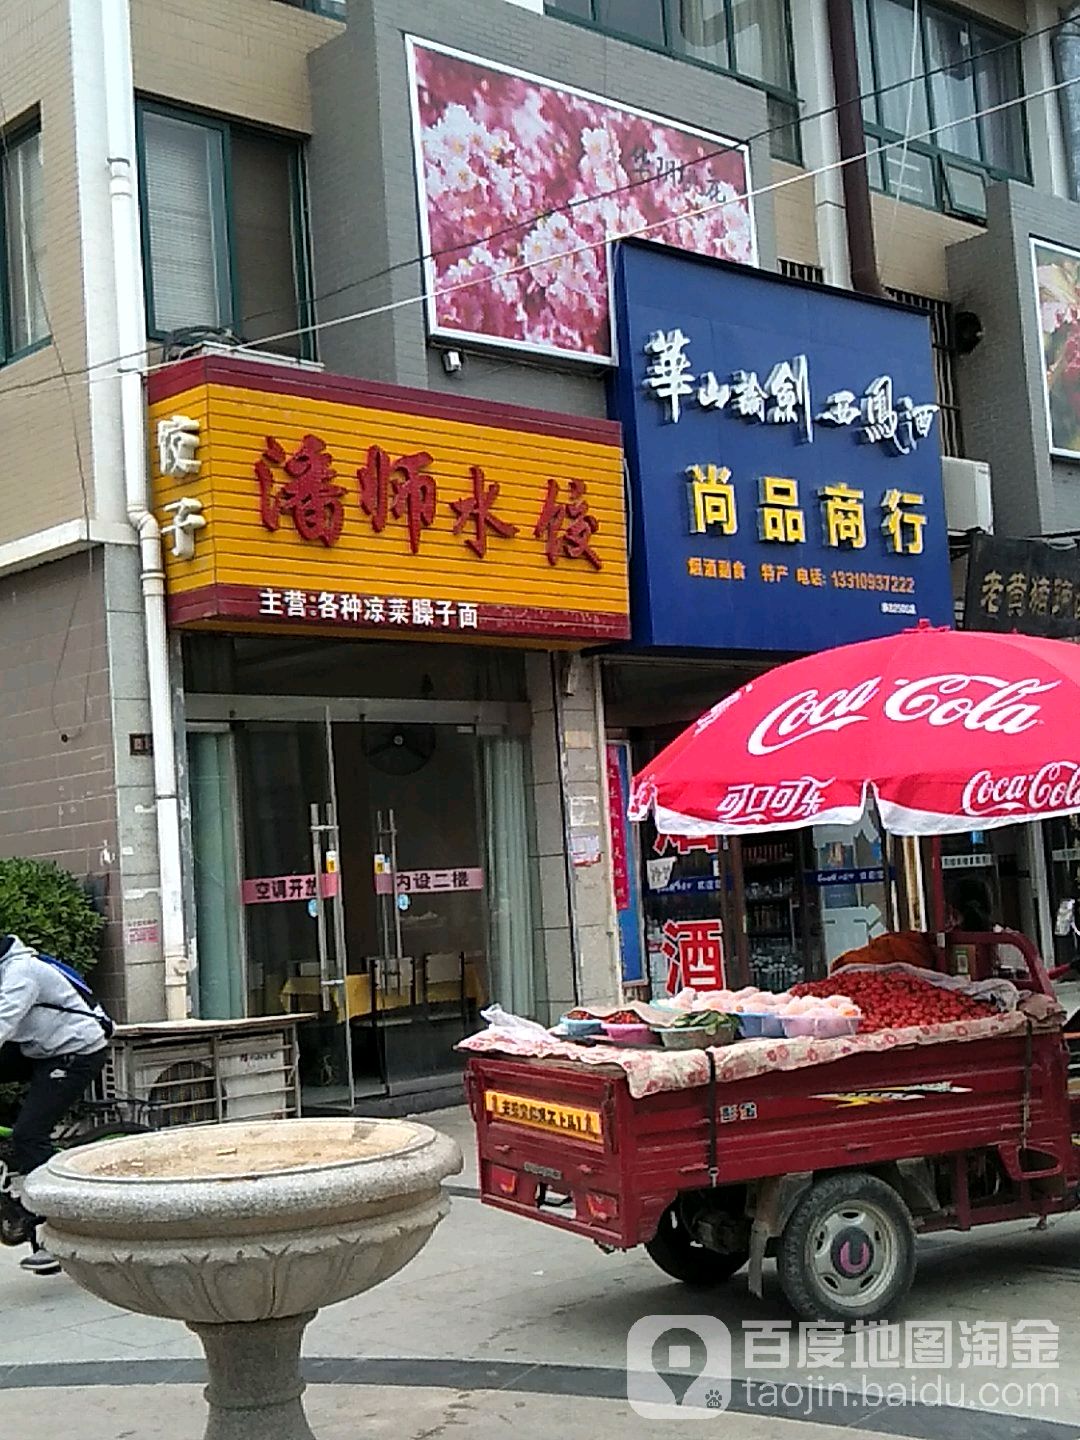 饺子
潘师水饺
主营:各种凉菜臊子面
空调开放
内设二楼
華山論劍西鳳酒
尚品商行
烟酒副食 特产 电话: 13310937222
Coca-Cola
可口可乐
Coca-Cola
酒
U
百度地图淘金
taojin.baidu.com